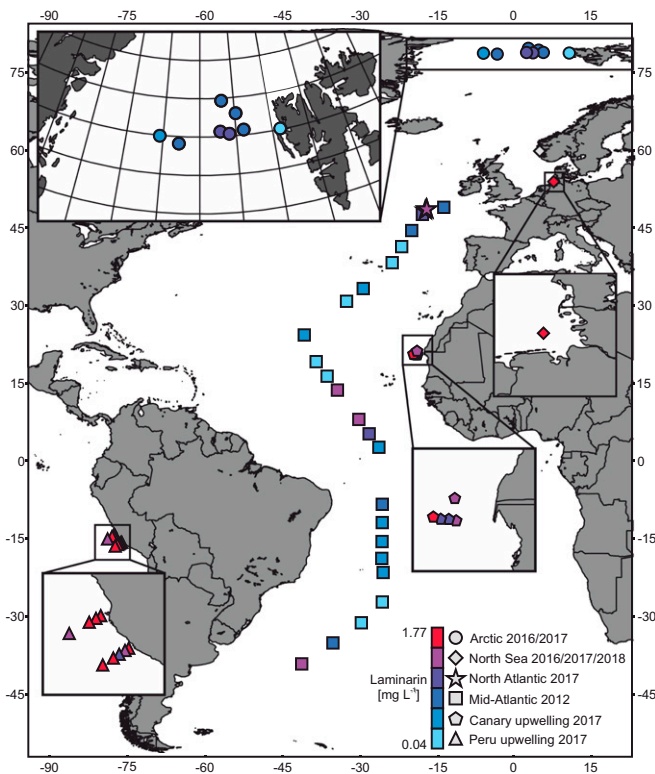 -90 -75 -60 -45 -30 -15 0 15
75
60
45
30
15
0
-15
-30
-45
1.77
Laminarin
[mg L⁻¹]
0.04
Arctic 2016/2017
North Sea 2016/2017/2018
North Atlantic 2017
Mid-Atlantic 2012
Canary upwelling 2017
Peru upwelling 2017
75
60
45
30
15
0
-15
-30
-45
-90 -75 -60 -45 -30 -15 0 15